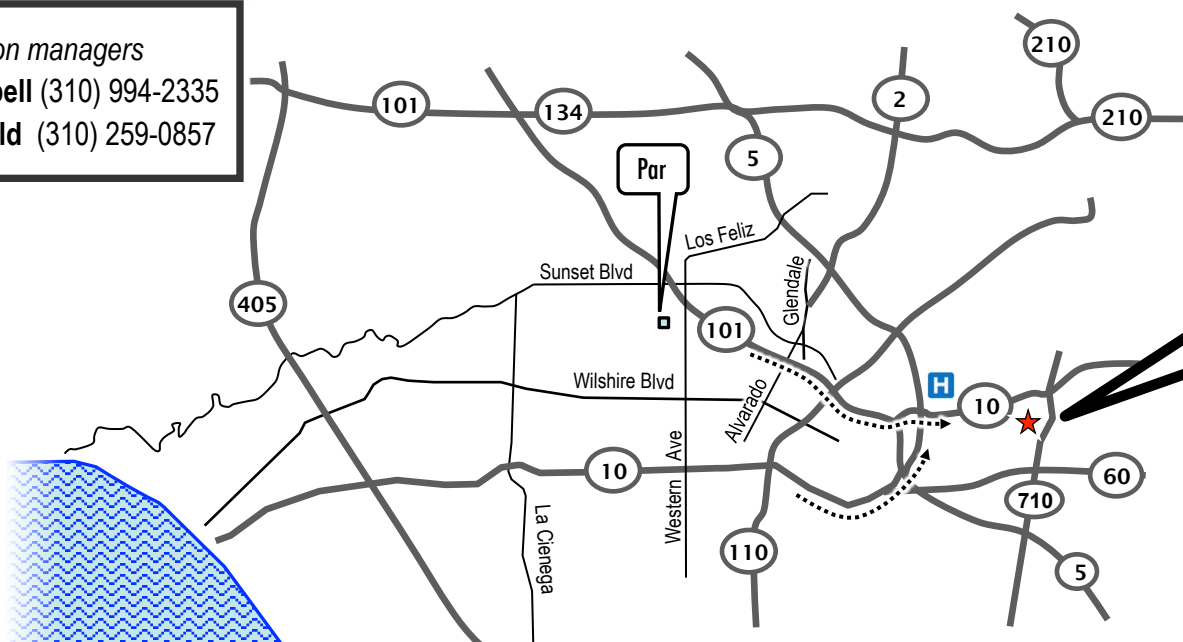 on managers
pell (310) 994-2335
ld (310) 259-0857
210
101
134
2
210
5
Par
Los Feliz
Sunset Blvd
Glendale
405
101
Wilshire Blvd
Alvarado
H
10
10
Western Ave
60
710
La Cienega
110
5